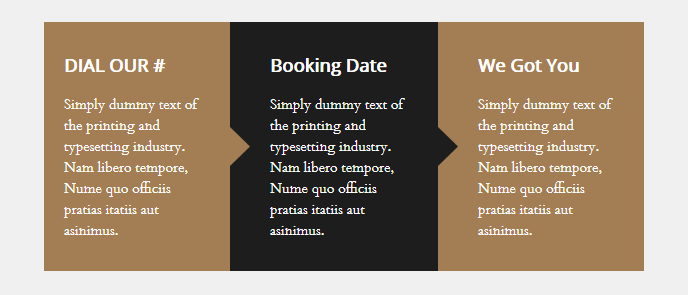 DIAL OUR #
Simply dummy text of
the printing and
typesetting industry.
Nam libero tempore,
Nume quo officiis
pratias itatiis aut
asinimus.
Booking Date
Simply dummy text of
the printing and
typesetting industry.
Nam libero tempore,
Nume quo officiis
pratias itatiis aut
asinimus.
We Got You
Simply dummy text of
the printing and
typesetting industry.
Nam libero tempore,
Nume quo officiis
pratias itatiis aut
asinimus.